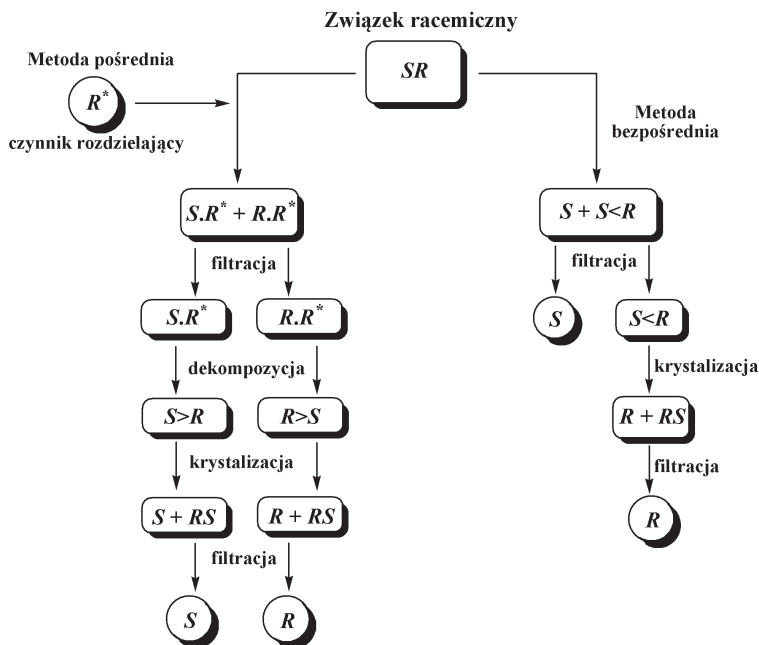 Związek racemiczny
SR
Metoda pośrednia
R*
czynnik rozdzielający
Metoda
bezpośrednia
S.R* + R.R*
S + S<R
filtracja
filtracja
S.R*
R.R*
S
S<R
dekompozycja
krystalizacja
S>R
R>S
R + RS
krystalizacja
filtracja
S + RS
R + RS
R
filtracja
S
R